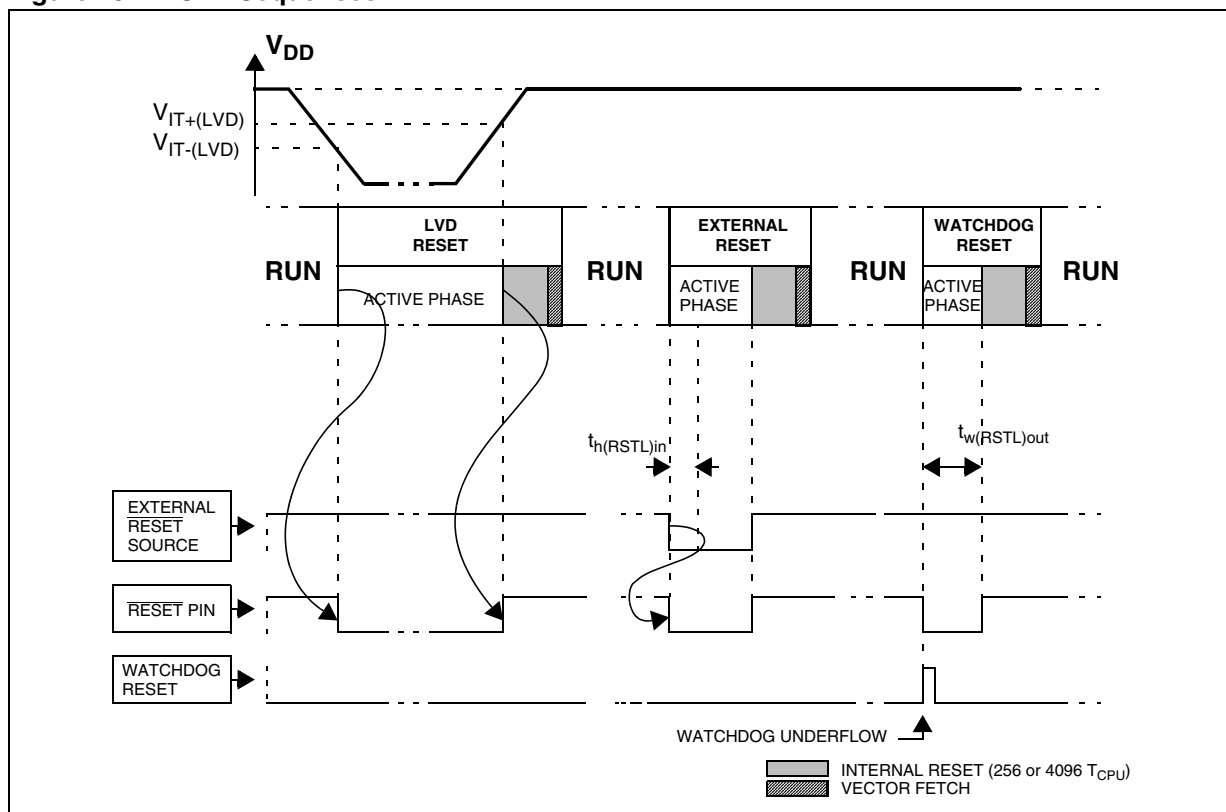 V_DD
V_IT+(LVD)
V_IT-(LVD)
LVD
RESET
EXTERNAL
RESET
WATCHDOG
RESET
RUN
RUN
RUN
RUN
ACTIVE PHASE
ACTIVE
PHASE
ACTIVE
PHASE
t_h(RSTL)in
t_w(RSTL)out
EXTERNAL
RESET
SOURCE
RESET PIN
WATCHDOG
RESET
WATCHDOG UNDERFLOW
INTERNAL RESET (256 or 4096 T_CPU)
VECTOR FETCH